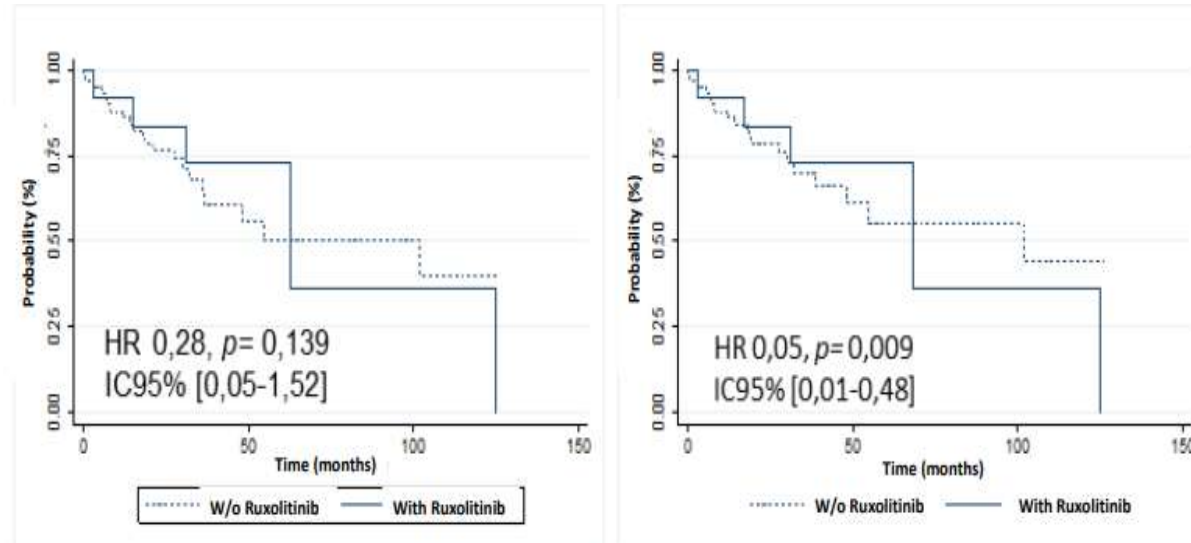 1.00
0.75
0.50
0.25
0.00
Probability (%)
HR 0,28, p= 0,139
IC95% [0,05-1,52]
0 50 100 150
Time (months)
W/o Ruxolitinib With Ruxolitinib
1.00
0.75
0.50
0.25
0.00
Probability (%)
HR 0,05, p= 0,009
IC95% [0,01-0,48]
0 50 100 150
Time (months)
W/o Ruxolitinib With Ruxolitinib